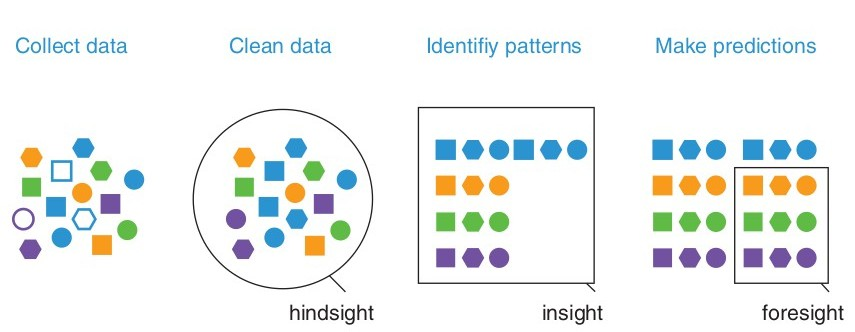 Collect data
Clean data
Identifiy patterns
Make predictions
hindsight
insight
foresight